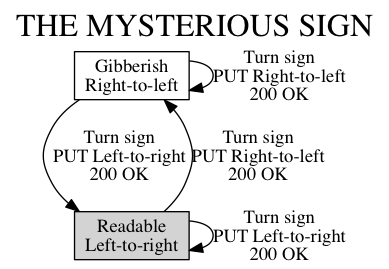 THE MYSTERIOUS SIGN
Gibberish
Right-to-left
Turn sign
PUT Right-to-left
200 OK
Turn sign
PUT Left-to-right
200 OK
Turn sign
PUT Right-to-left
200 OK
Readable
Left-to-right
Turn sign
PUT Left-to-right
200 OK